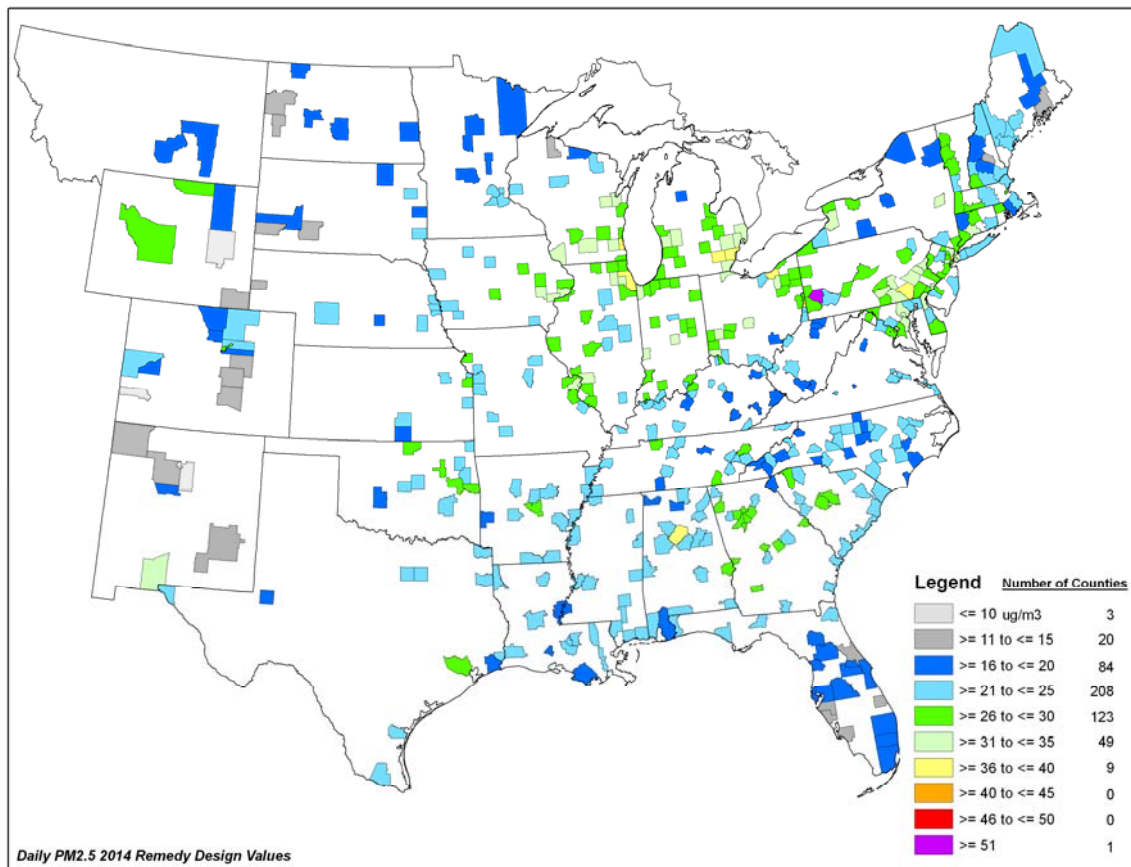 Legend Number of Counties
<= 10 ug/m3 3
>= 11 to <= 15 20
>= 16 to <= 20 84
>= 21 to <= 25 208
>= 26 to <= 30 123
>= 31 to <= 35 49
>= 36 to <= 40 9
>= 40 to <= 45 0
>= 46 to <= 50 0
>= 51 1
Daily PM2.5 2014 Remedy Design Values